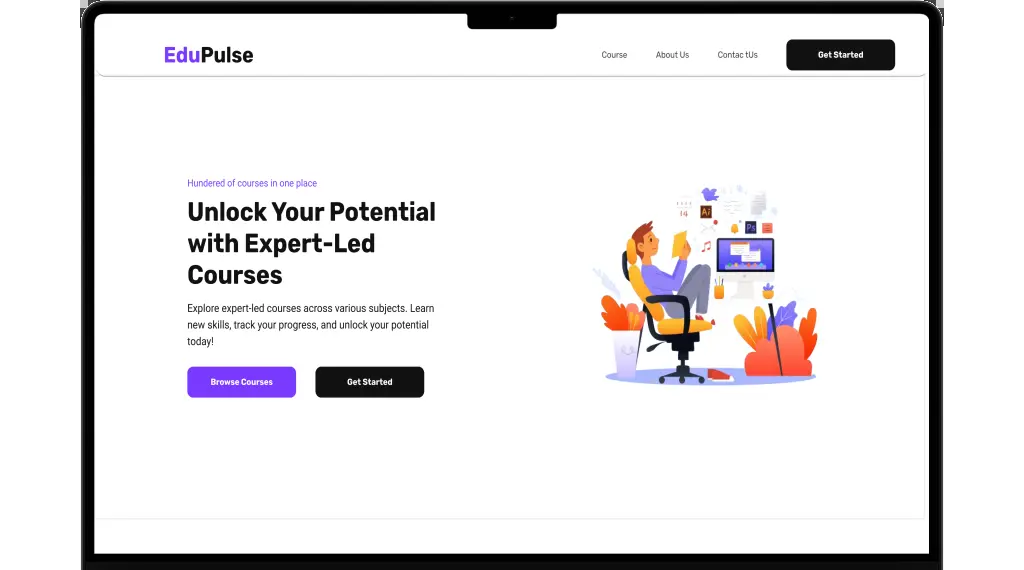 EduPulse
Course
About Us
Contac tUs
Get Started
Hundered of courses in one place
Unlock Your Potential
with Expert-Led
Courses
Explore expert-led courses across various subjects. Learn
new skills, track your progress, and unlock your potential
today!
Browse Courses
Get Started
14
Ai
Ps